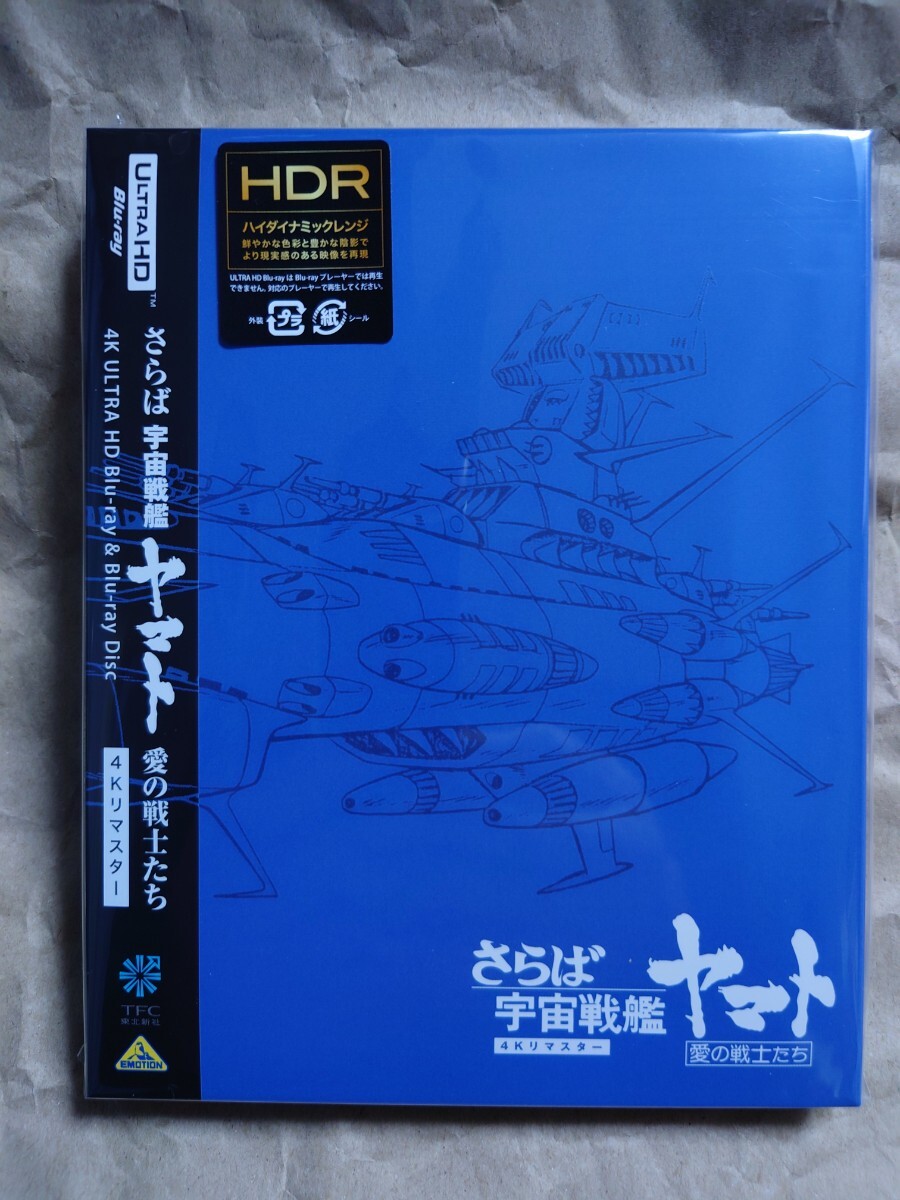 ULTRA HD
Blu-ray
™
さらば 宇宙戦艦 ヤマト 愛の戦士たち
4K ULTRA HD Blu-ray & Blu-ray Disc
4Kリマスター
TFC
東北新社
EMOTION
HDR
ハイダイナミックレンジ
鮮やかな色彩と豊かな陰影で
より現実感のある映像を再現
ULTRA HD Blu-ray は Blu-ray プレーヤーでは再生
できません。対応のプレーヤーで再生してください。
外装 プラ 紙 シール
さらば
宇宙戦艦
ヤマト
4Kリマスター
愛の戦士たち